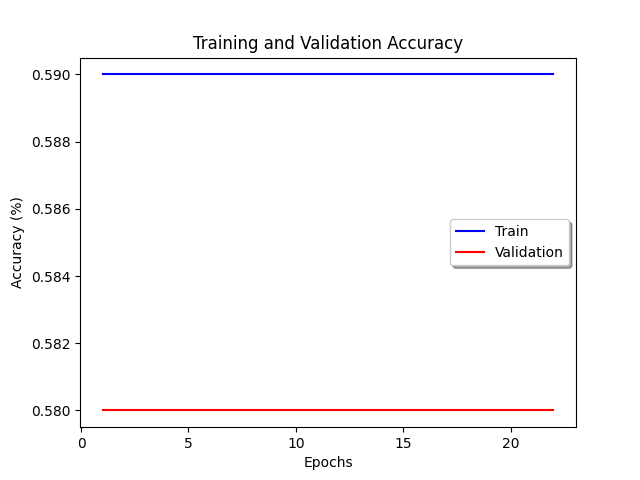 Training and Validation Accuracy
Accuracy (%)
0.590
0.588
0.586
0.584
0.582
0.580
Train
Validation
0
5
10
15
20
Epochs